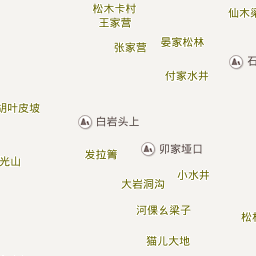 松木卡村
仙木梁
王家营
晏家松林
张家营
石
付家水井
胡叶皮坡
白岩头上
卯家垭口
发拉箐
光山
小水井
大岩洞沟
河倮幺梁子
松
猫儿大地